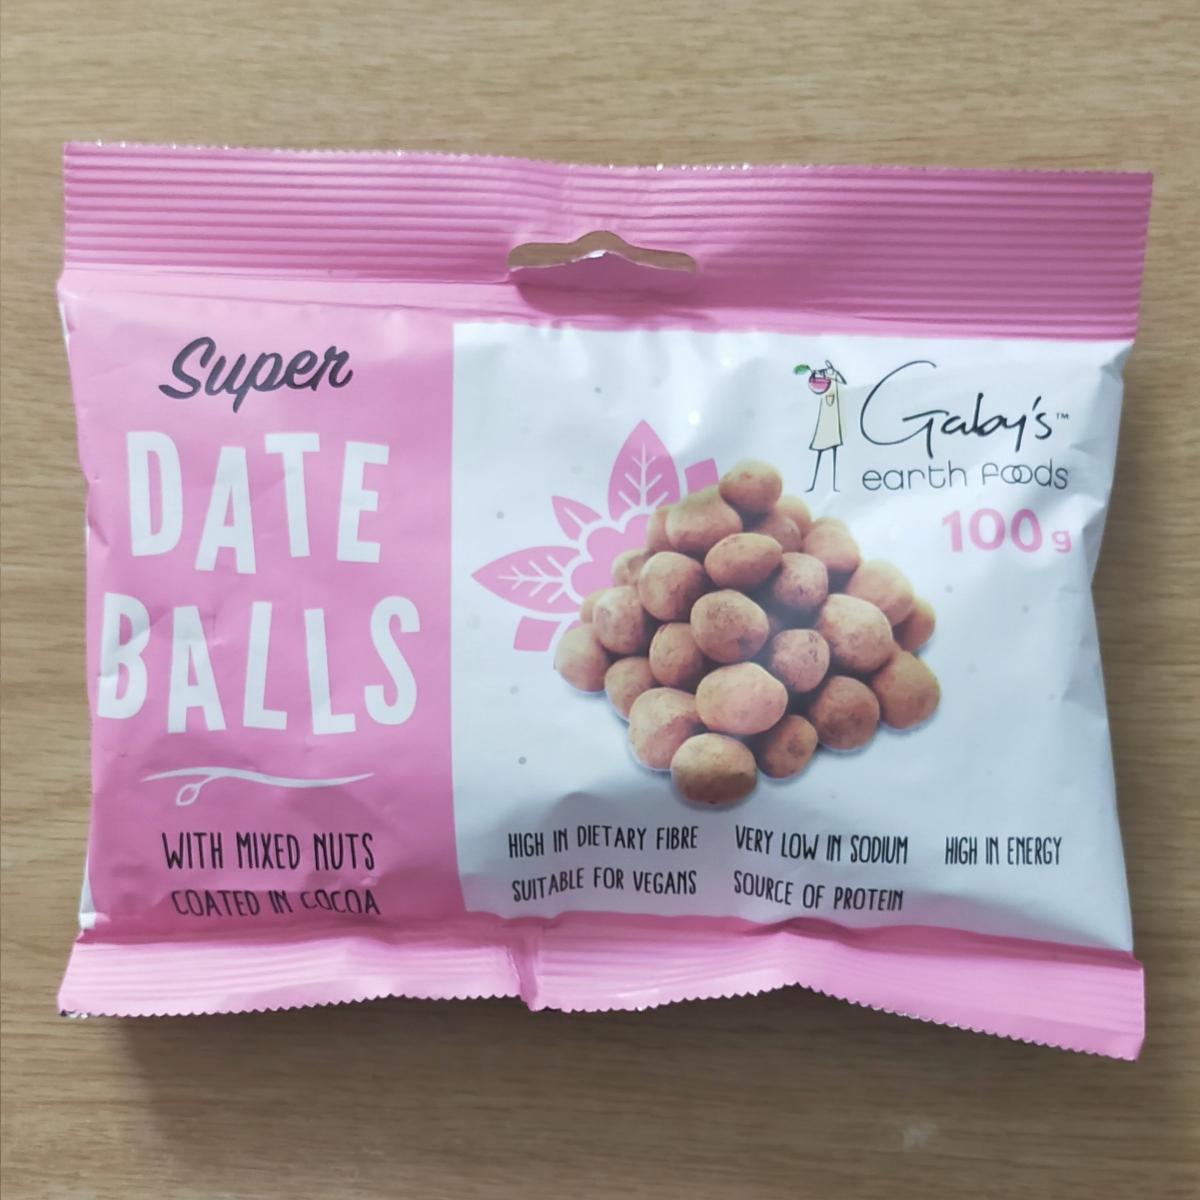 Super
DATE
BALLS
WITH MIXED NUTS
COATED IN COCOA
Gaby's™
earth foods
100g
HIGH IN DIETARY FIBRE VERY LOW IN SODIUM HIGH IN ENERGY
SUITABLE FOR VEGANS SOURCE OF PROTEIN